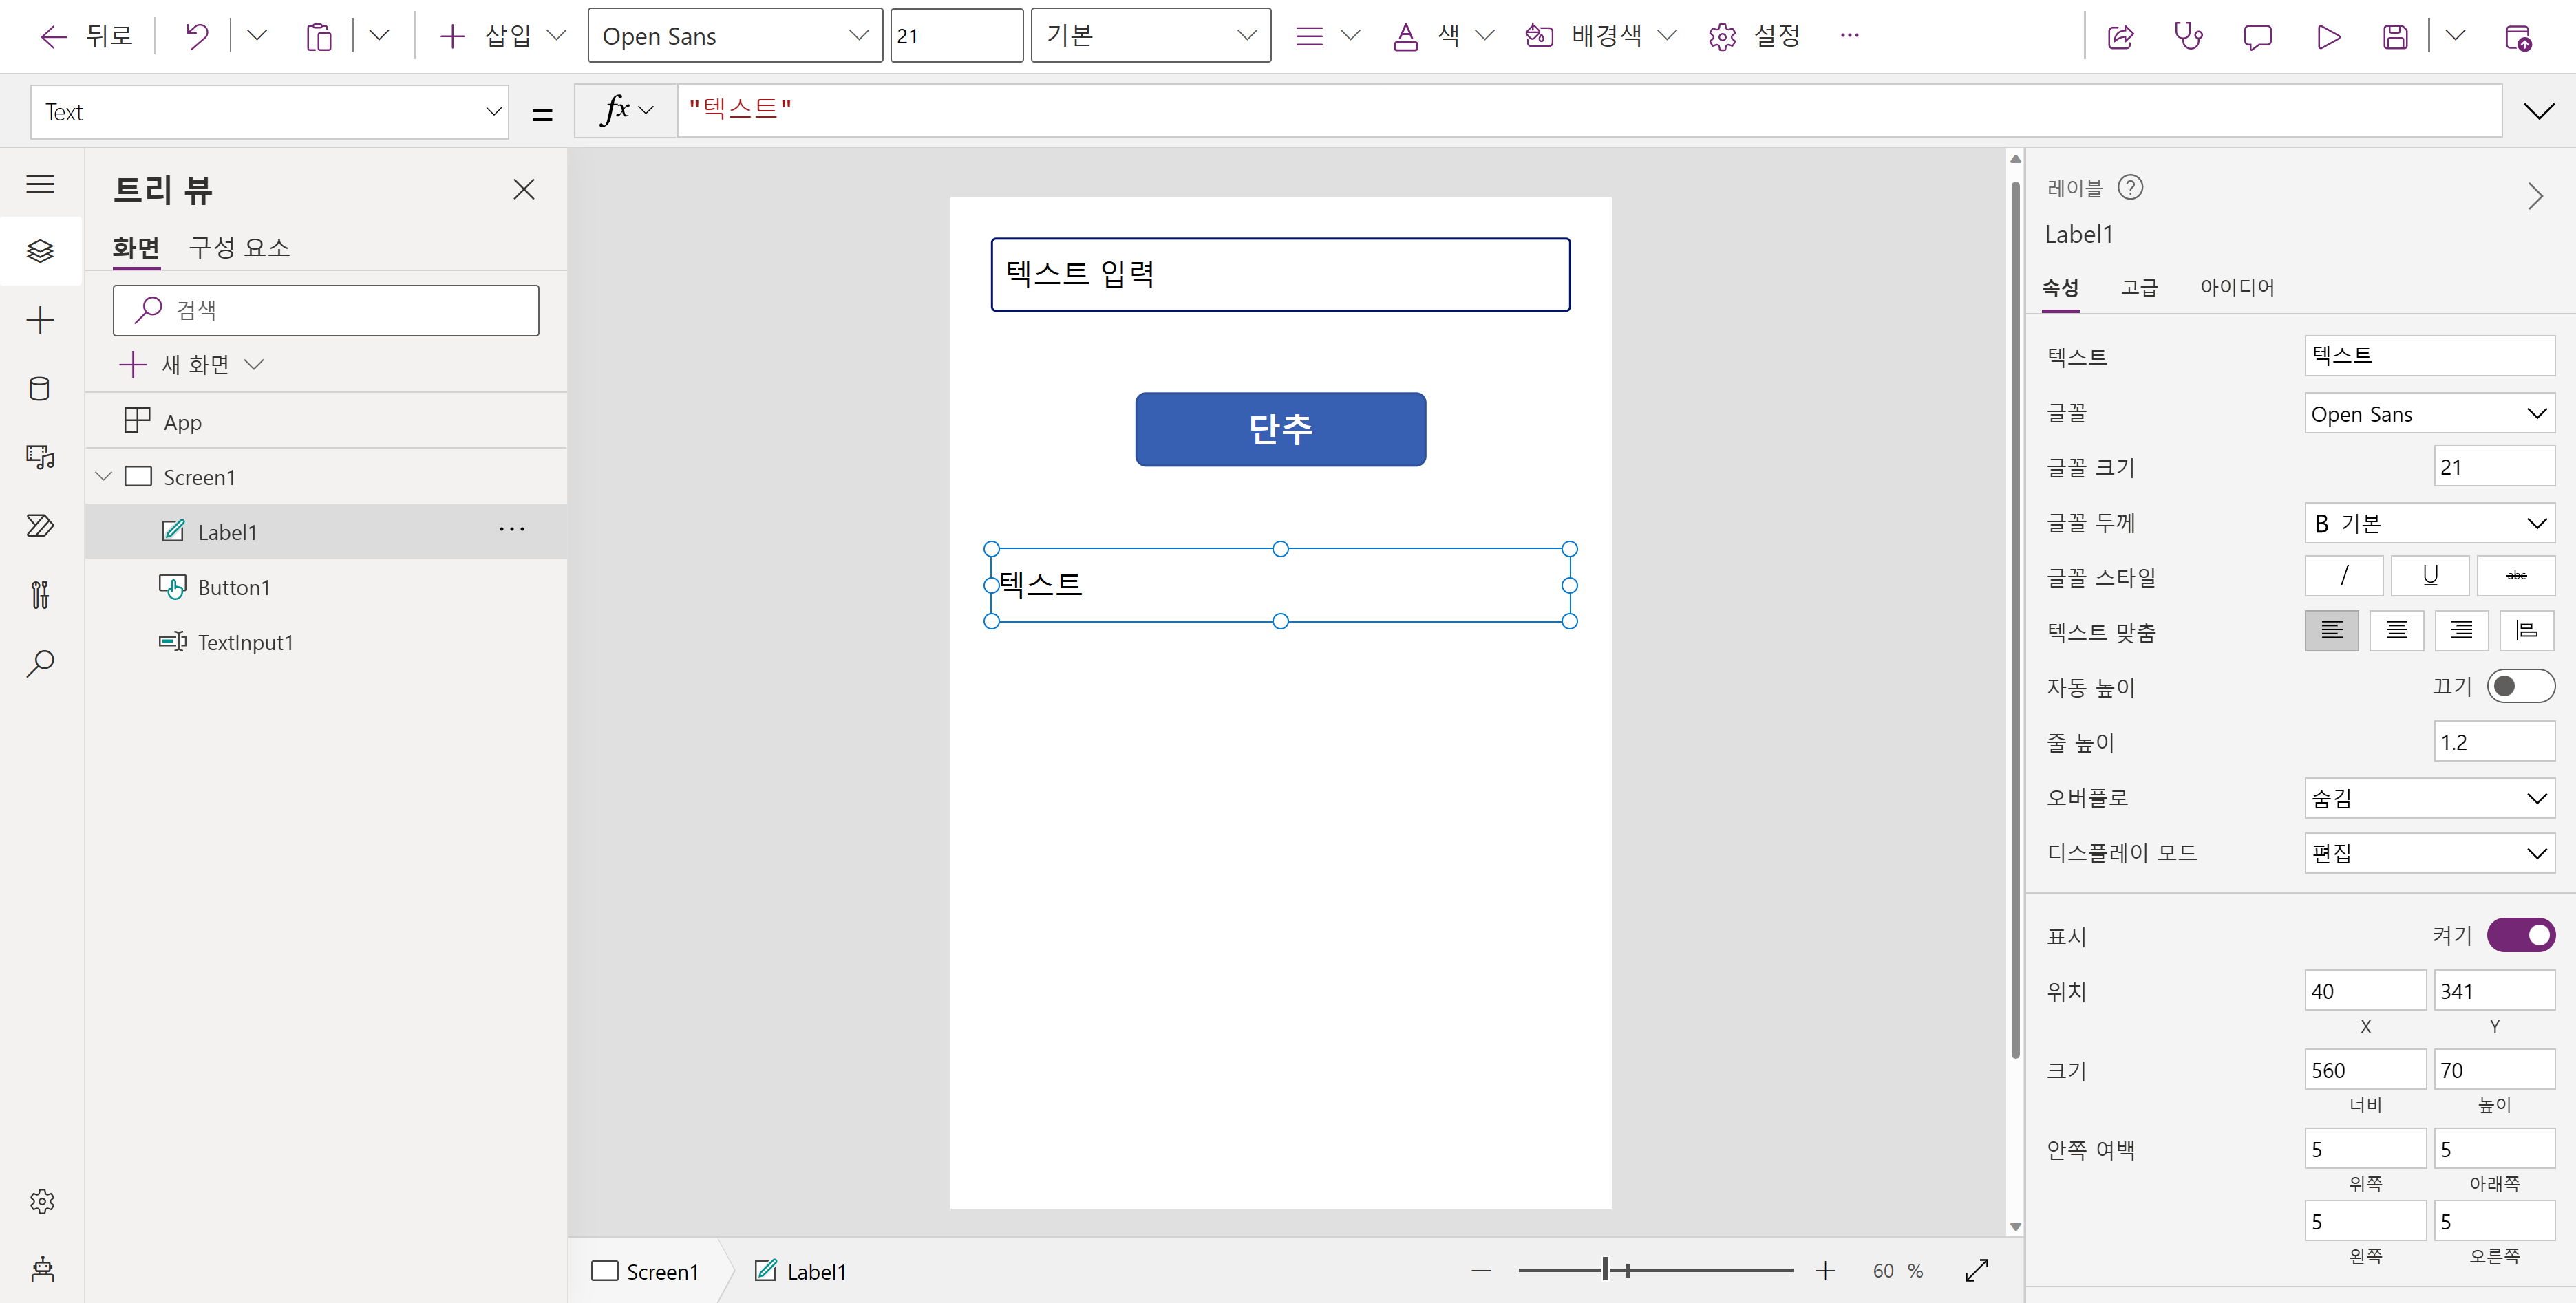 뒤로
삽입
Open Sans
21
기본
색
배경색
설정
Text
=
fx
"텍스트"
트리 뷰
화면 구성 요소
검색
새 화면
App
Screen1
Label1
Button1
TextInput1
텍스트 입력
단추
텍스트
Screen1
Label1
60 %
레이블
Label1
속성 고급 아이디어
텍스트 텍스트
글꼴 Open Sans
글꼴 크기 21
글꼴 두께 B 기본
글꼴 스타일 / U abc
텍스트 맞춤
자동 높이 끄기
줄 높이 1.2
오버플로 숨김
디스플레이 모드 편집
표시 켜기
위치 40 341
X Y
크기 560 70
너비 높이
안쪽 여백 5 5
위쪽 아래쪽
5 5
왼쪽 오른쪽